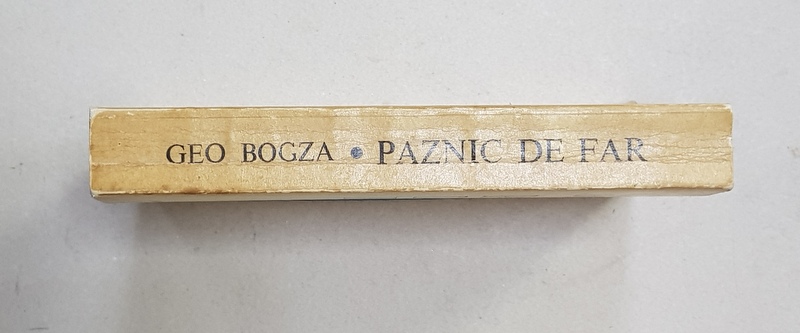 GEO BOGZA • PAZNIC DE FAR